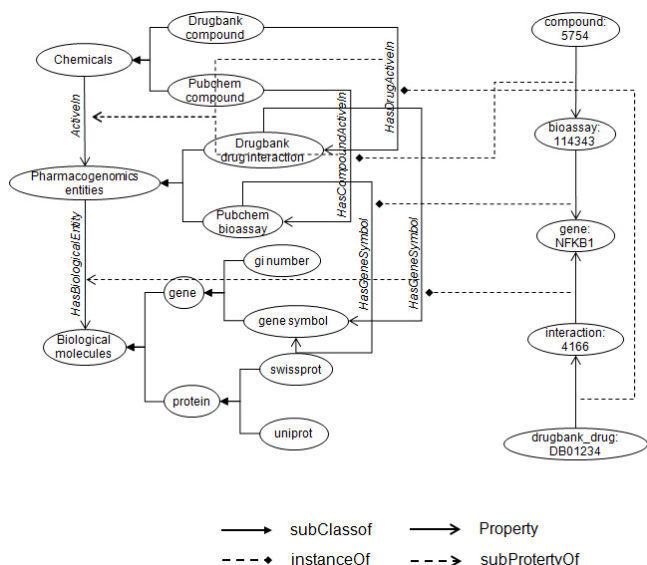 Drugbank
compound
Chemicals
Pubchem
compound
ActiveIn
HasDrugActiveIn
Drugbank
drug interaction
HasCompoundActiveIn
Pharmacogenomics
entities
Pubchem
bioassay
HasBiologicalEntity
HasGeneSymbol
HasGeneSymbol
gi number
gene
gene symbol
Biological
molecules
swissprot
protein
uniprot
compound:
5754
bioassay:
114343
gene:
NFKB1
interaction:
4166
drugbank_drug:
DB01234
subClassof
Property
instanceOf
subProtertyOf